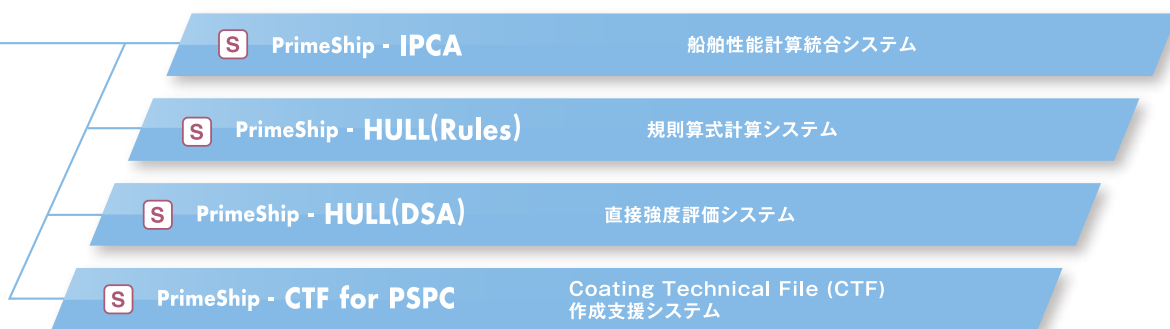 S PrimeShip - IPCA 船舶性能計算統合システム
S PrimeShip - HULL(Rules) 規則算式計算システム
S PrimeShip - HULL(DSA) 直接強度評価システム
S PrimeShip - CTF for PSPC Coating Technical File (CTF)
作成支援システム